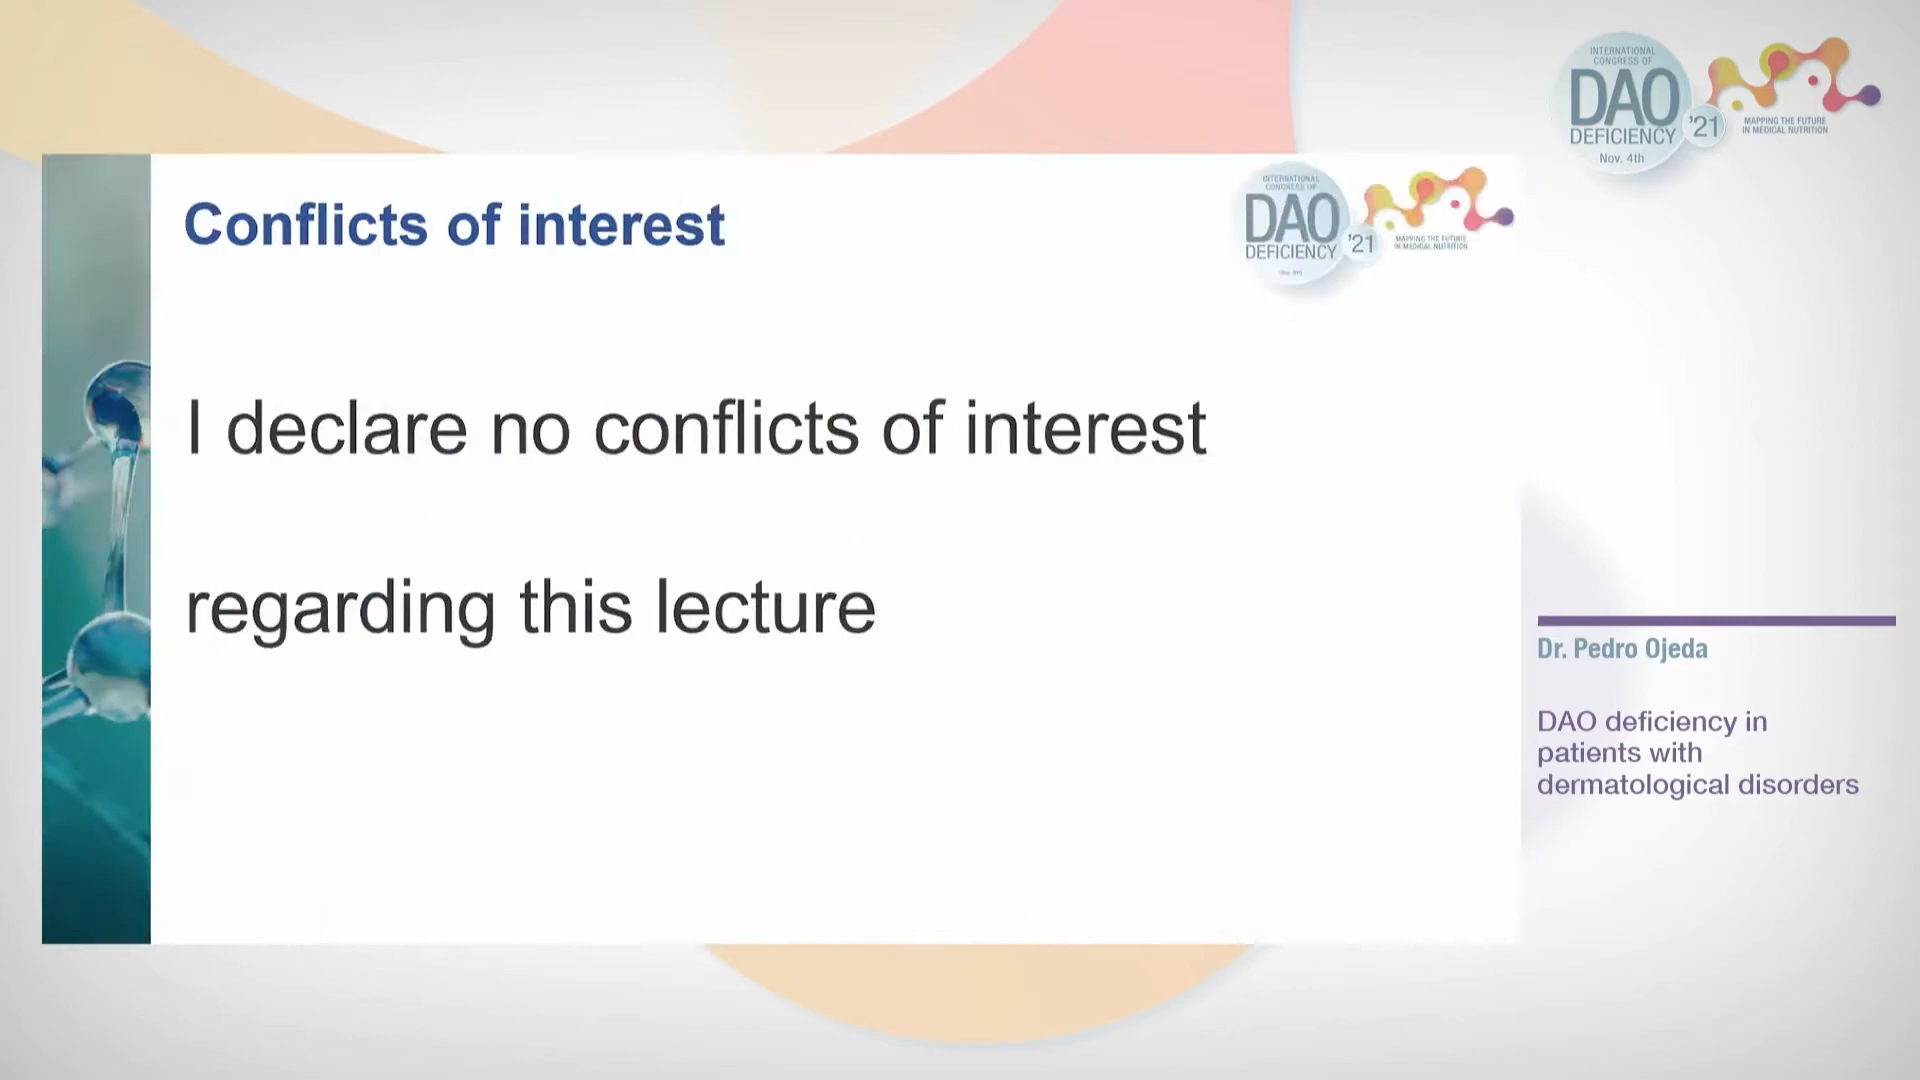 INTERNATIONAL
CONGRESS OF
DAO
DEFICIENCY
'21
Nov. 4th
MAPPING THE FUTURE
IN MEDICAL NUTRITION
Conflicts of interest
INTERNATIONAL
CONGRESS OF
DAO
DEFICIENCY
'21
MAPPING THE FUTURE
IN MEDICAL NUTRITION
I declare no conflicts of interest
regarding this lecture
Dr. Pedro Ojeda
DAO deficiency in
patients with
dermatological disorders